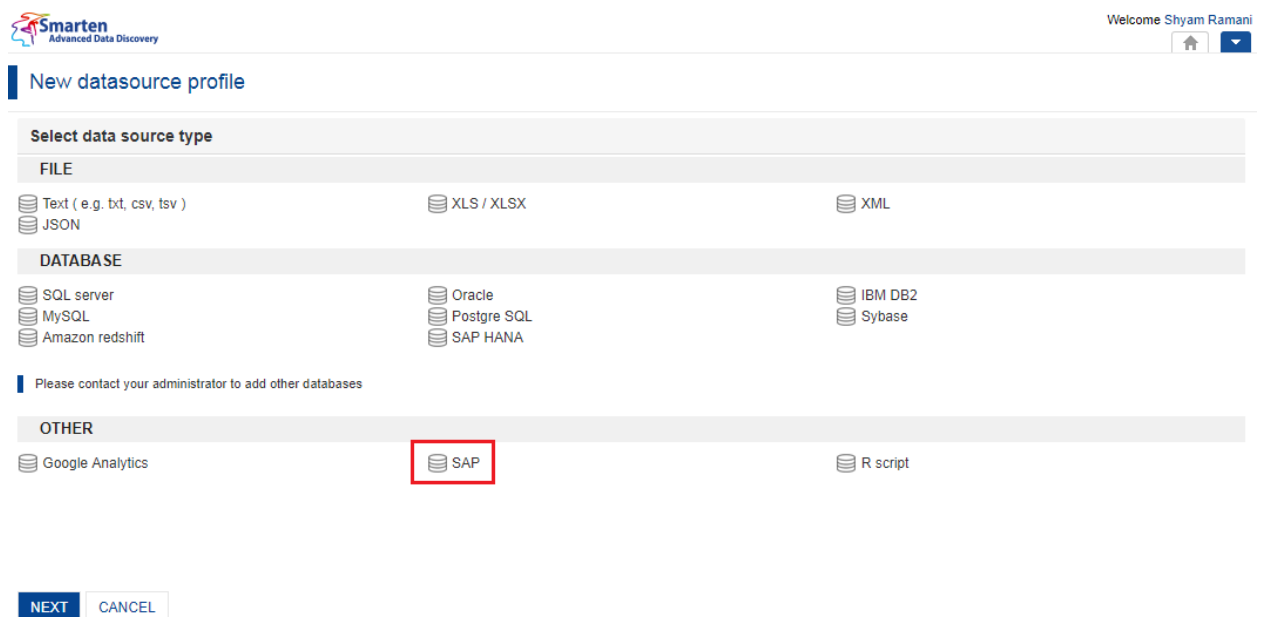 Smarten
Advanced Data Discovery
Welcome Shyam Ramani
New datasource profile
Select data source type
FILE
Text ( e.g. txt, csv, tsv ) XLS / XLSX XML
JSON
DATABASE
SQL server Oracle IBM DB2
MySQL Postgre SQL Sybase
Amazon redshift SAP HANA
Please contact your administrator to add other databases
OTHER
Google Analytics SAP R script
NEXT CANCEL